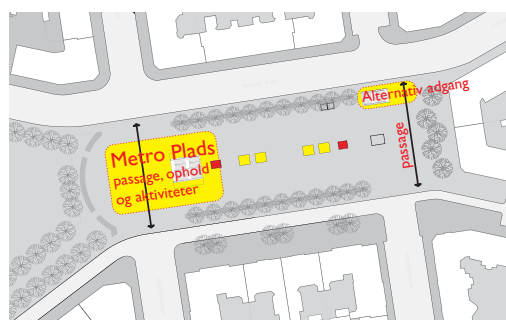 Alternativ adgang
Metro Plads
passage, ophold
og aktiviteter
passage